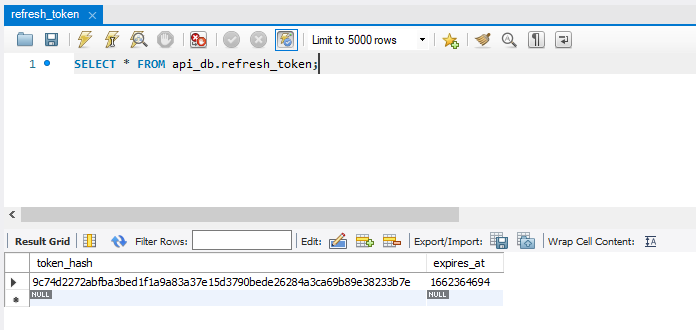 refresh_token
Limit to 5000 rows
1 SELECT * FROM api_db.refresh_token;
Result Grid Filter Rows: Edit: Export/Import: Wrap Cell Content: IA
token_hash expires_at
9c74d2272abfba3bed1f1a9a83a37e15d3790bede26284a3ca69b89e38233b7e 1662364694
NULL NULL